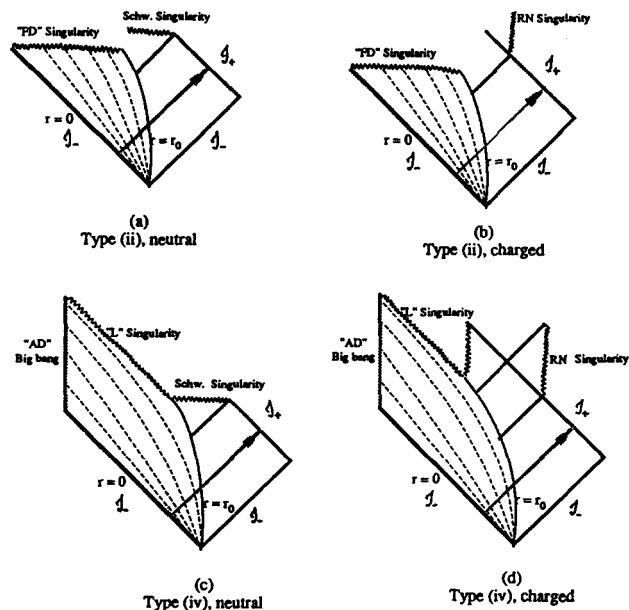 Schw. Singularity
"FD" Singularity
𝒥+
r = 0
r = r₀
𝒥-
𝒥-
(a)
Type (ii), neutral
RN Singularity
"FD" Singularity
𝒥+
r = 0
r = r₀
𝒥-
𝒥-
(b)
Type (ii), charged
"L" Singularity
"AD"
Big bang
Schw. Singularity
𝒥+
r = 0
r = r₀
𝒥-
𝒥-
(c)
Type (iv), neutral
"L" Singularity
"AD"
Big bang
RN
Singularity
𝒥+
r = 0
r = r₀
𝒥-
𝒥-
(d)
Type (iv), charged